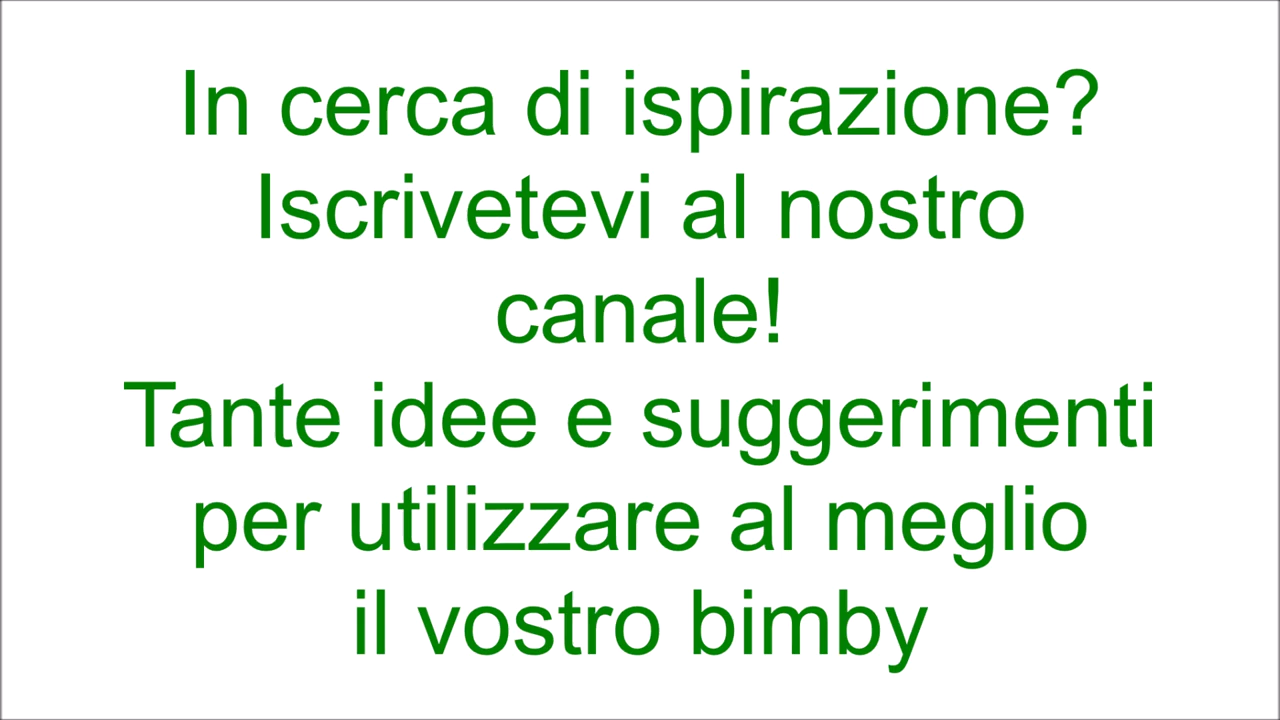 In cerca di ispirazione?
Iscrivetevi al nostro
canale!
Tante idee e suggerimenti
per utilizzare al meglio
il vostro bimby